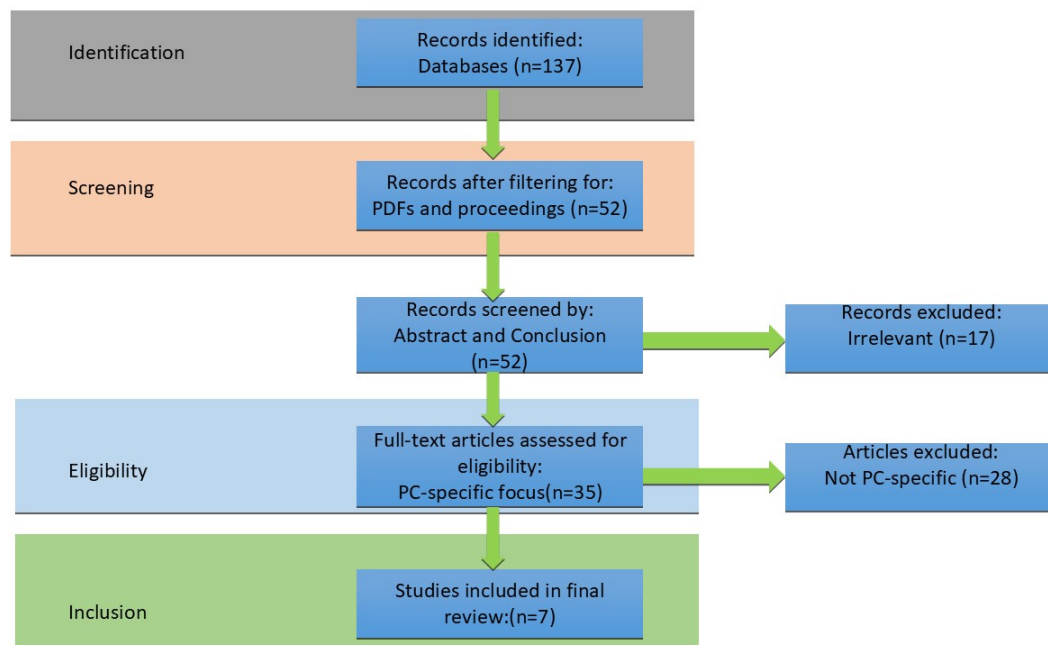 Identification
Records identified:
Databases (n=137)
Screening
Records after filtering for:
PDFs and proceedings (n=52)
Records screened by:
Abstract and Conclusion
(n=52)
Records excluded:
Irrelevant (n=17)
Eligibility
Full-text articles assessed for
eligibility:
PC-specific focus(n=35)
Articles excluded:
Not PC-specific (n=28)
Inclusion
Studies included in final
review:(n=7)